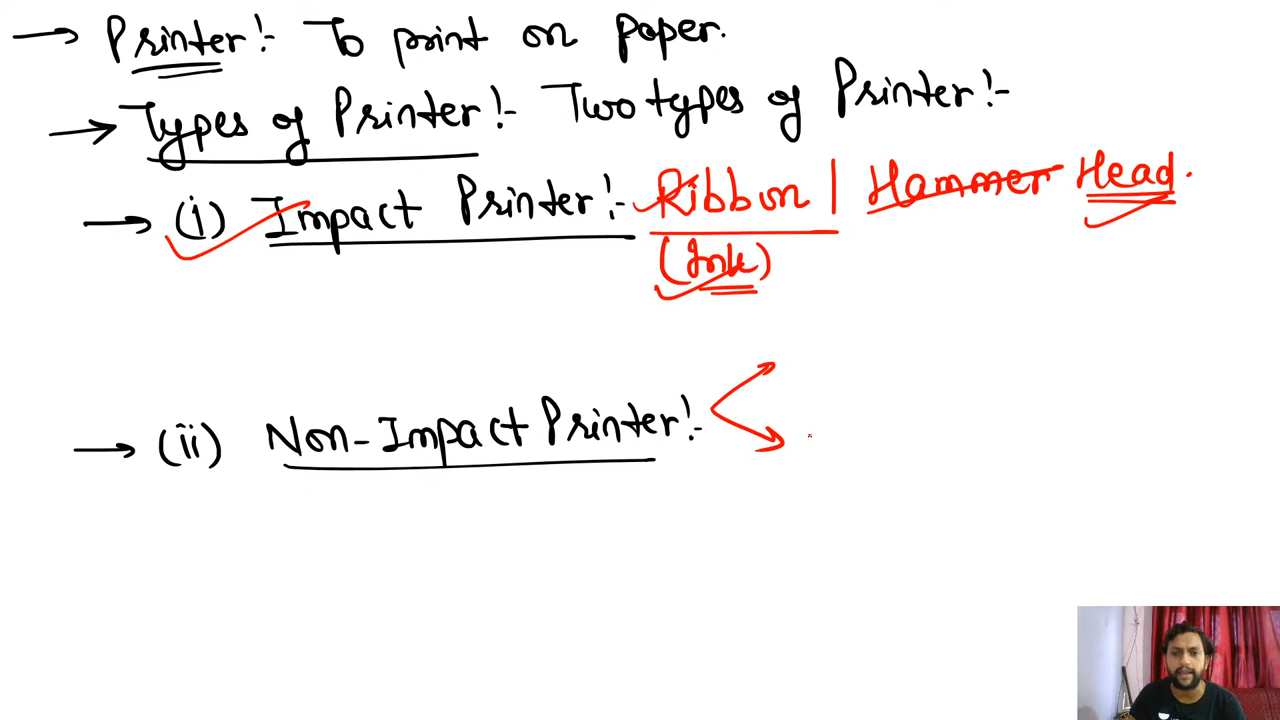 → Printer:- To print on paper.
→ Types of Printer:- Two types of Printer:-
→ (i) Impact Printer:- Ribbon | Hammer Head.
(Ink)
→ (ii) Non-Impact Printer:-